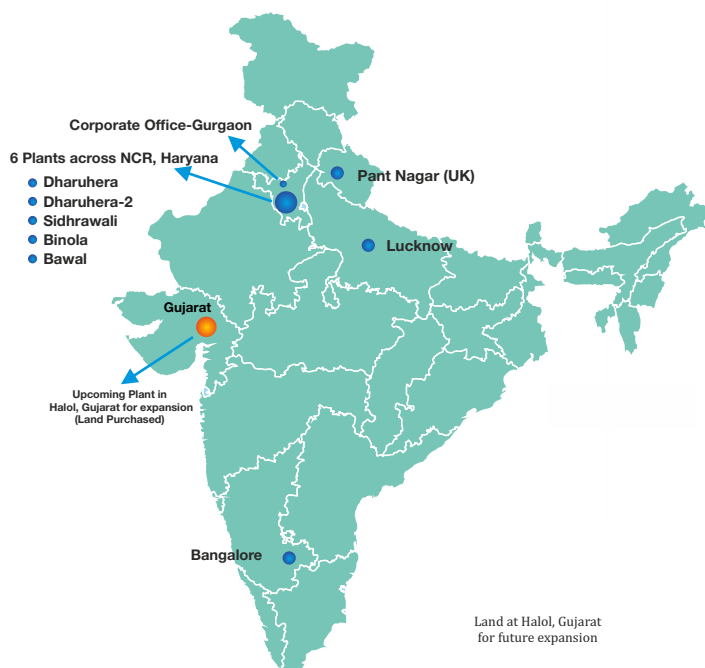 Corporate Office-Gurgaon
6 Plants across NCR, Haryana
Dharuhera
Dharuhera-2
Sidhrawali
Binola
Bawal
Pant Nagar (UK)
Lucknow
Gujarat
Upcoming Plant in
Halol, Gujarat for expansion
(Land Purchased)
Bangalore
Land at Halol, Gujarat
for future expansion